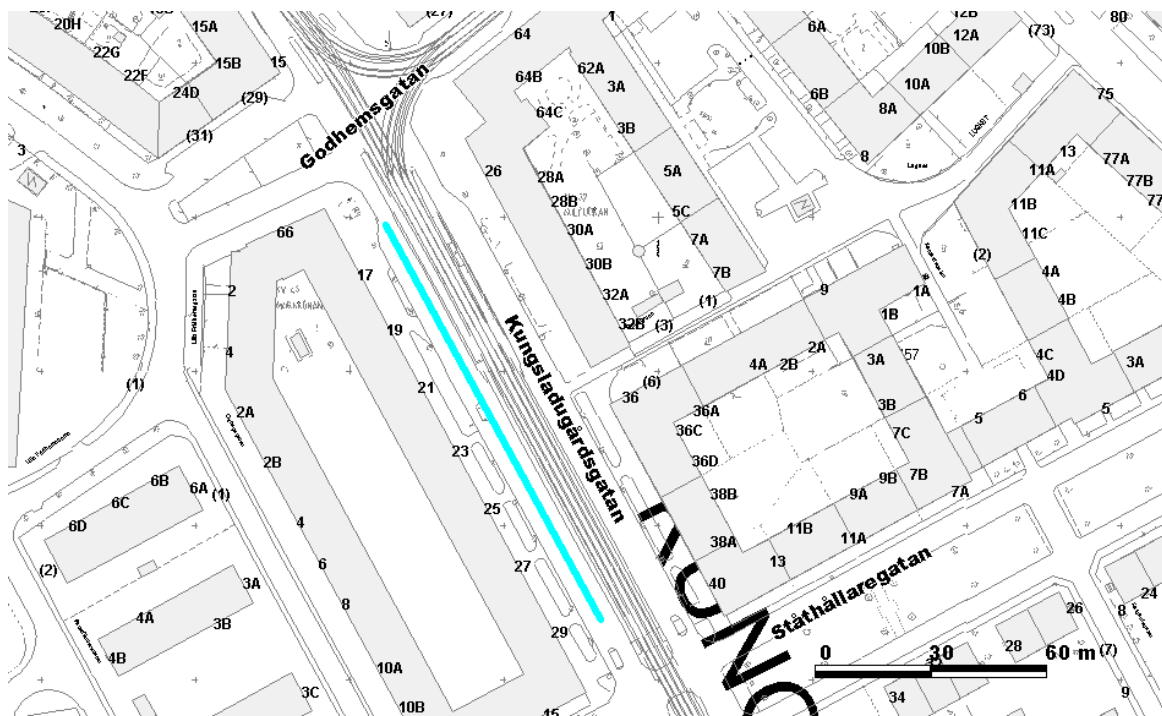 20H
22G
22F
15A
15B
15
24D
(29)
(31)
(27)
3
Godhemsgatan
64
64B
64C
62A
3A
3B
26
28A
28B
30A
30B
32A
32B
5A
5C
7A
7B
(1)
(3)
1
6A
6B
8
8A
10A
10B
12A
12B
(73)
80
75
77A
77B
77
13
11A
11B
11C
(2)
4A
4B
4C
4D
3A
6
5
5
66
17
19
21
23
25
27
29
2
4
2A
2B
4
6
8
10A
10B
15
(1)
6A
6B
6C
6D
(1)
(2)
3A
3B
3C
4A
4B
Kungsladugårdsgatan
36
(6)
36A
36C
36D
38B
38A
40
4A
2B
2A
9
1A
1B
3A
57
3B
7C
7B
7A
9B
9A
11B
11A
13
KUNG
Ståthållaregatan
0 30 60 m
26
28
34
24
8
(7)
9